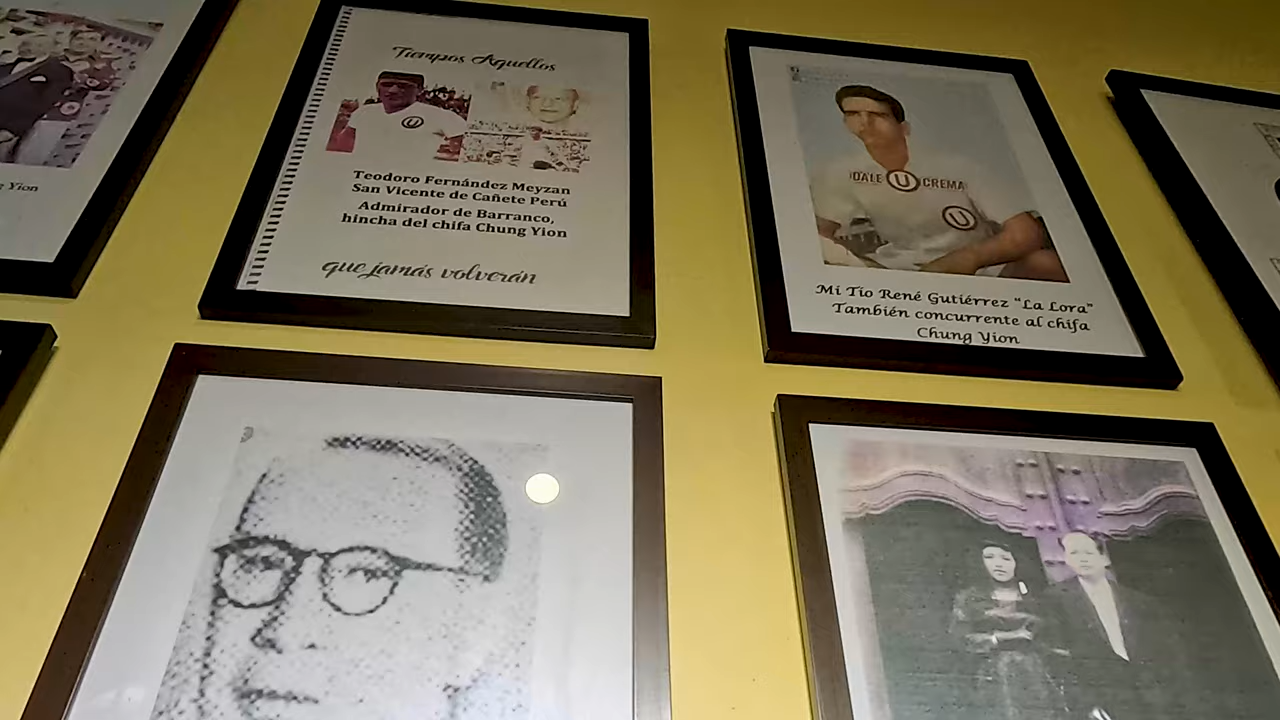 Yion
Tiempos Aquellos
U
Teodoro Fernández Meyzan
San Vicente de Cañete Perú
Admirador de Barranco,
hincha del chifa Chung Yion
que jamás volverán
DALE U CREMA
U
Mi Tío René Gutiérrez "La Lora"
También concurrente al chifa
Chung Yion